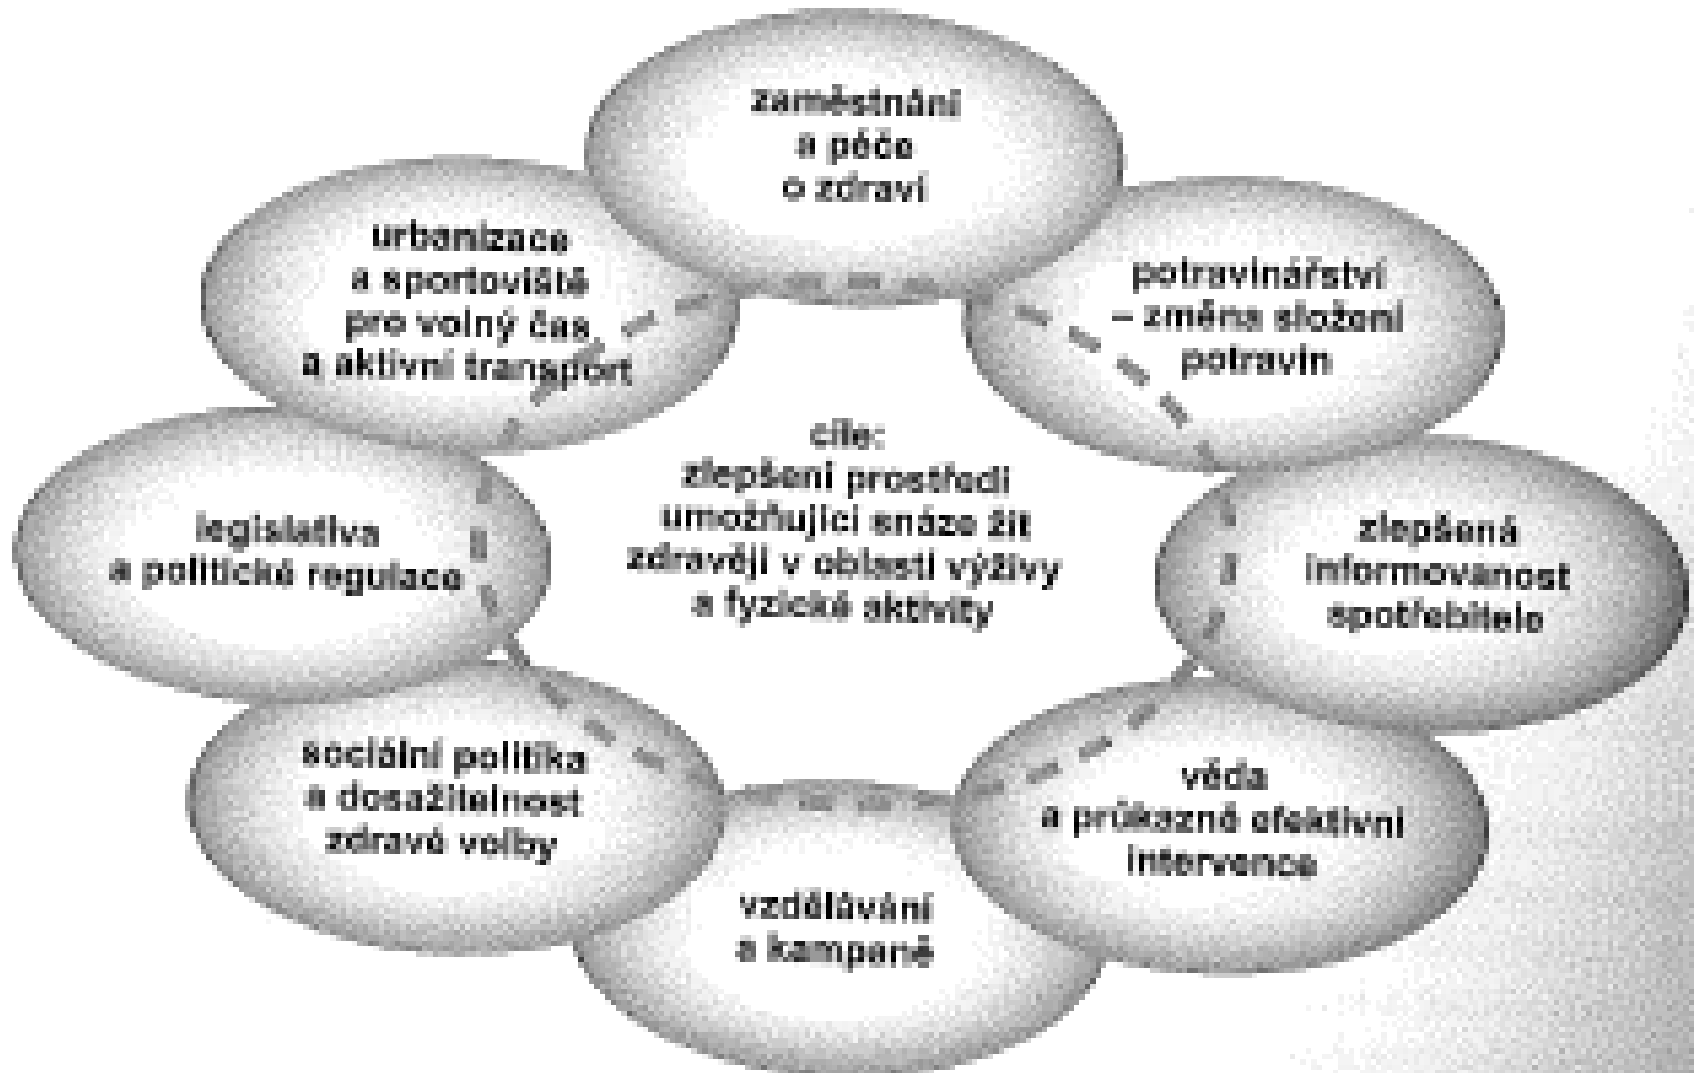 zaměstnání
a péče
o zdraví
urbanizace
a sportoviště
pro volný čas
a aktivní transport
potravinářství
– změna složení
potravin
cíle:
zlepšení prostředí
umožňující snáze žít
zdravěji v oblasti výživy
a fyzické aktivity
legislativa
a politické regulace
zlepšená
informovanost
spotřebitele
sociální politika
a dosažitelnost
zdravé volby
věda
a průkazné efektivní
intervence
vzdělávání
a kampaně